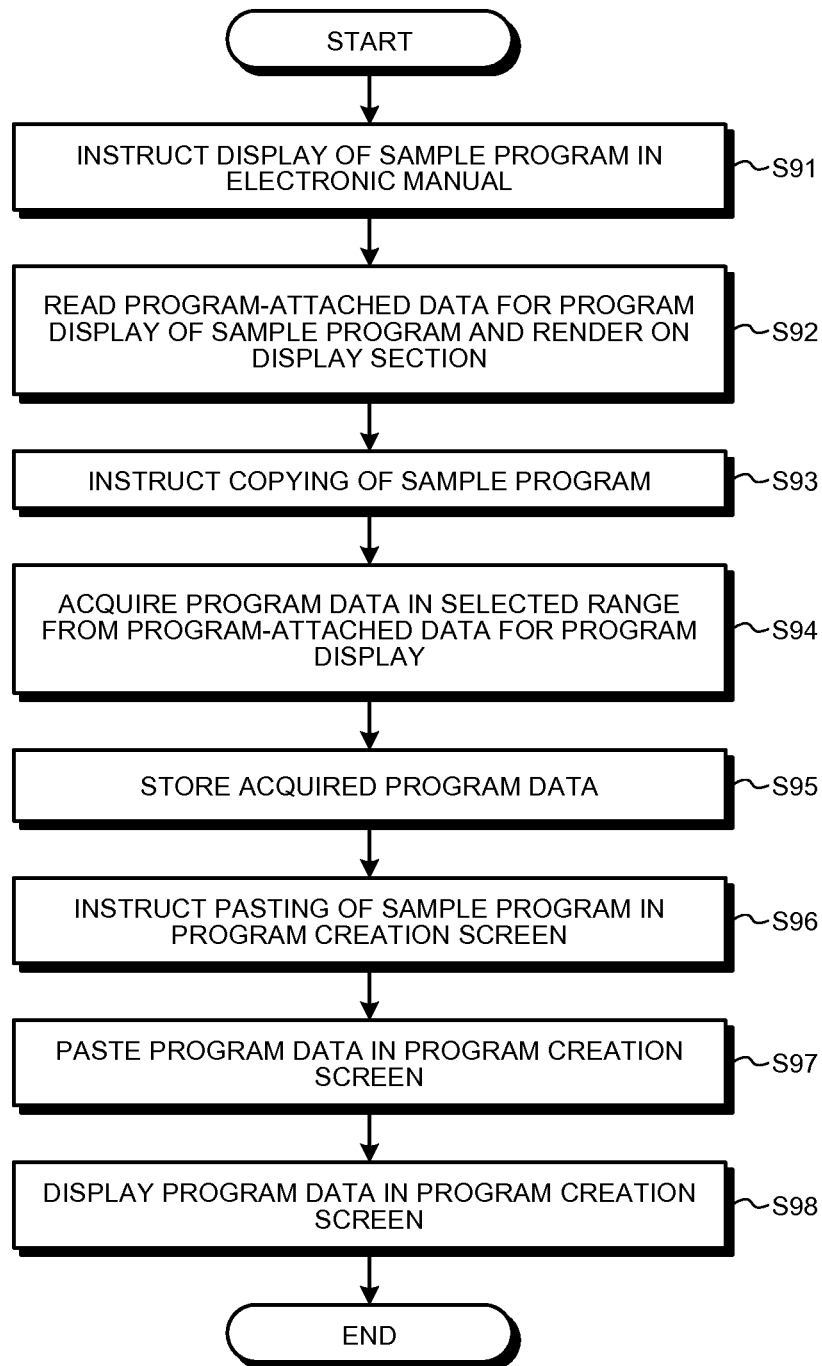 START
INSTRUCT DISPLAY OF SAMPLE PROGRAM IN
ELECTRONIC MANUAL
S91
READ PROGRAM-ATTACHED DATA FOR PROGRAM
DISPLAY OF SAMPLE PROGRAM AND RENDER ON
DISPLAY SECTION
S92
INSTRUCT COPYING OF SAMPLE PROGRAM
S93
ACQUIRE PROGRAM DATA IN SELECTED RANGE
FROM PROGRAM-ATTACHED DATA FOR PROGRAM
DISPLAY
S94
STORE ACQUIRED PROGRAM DATA
S95
INSTRUCT PASTING OF SAMPLE PROGRAM IN
PROGRAM CREATION SCREEN
S96
PASTE PROGRAM DATA IN PROGRAM CREATION
SCREEN
S97
DISPLAY PROGRAM DATA IN PROGRAM CREATION
SCREEN
S98
END